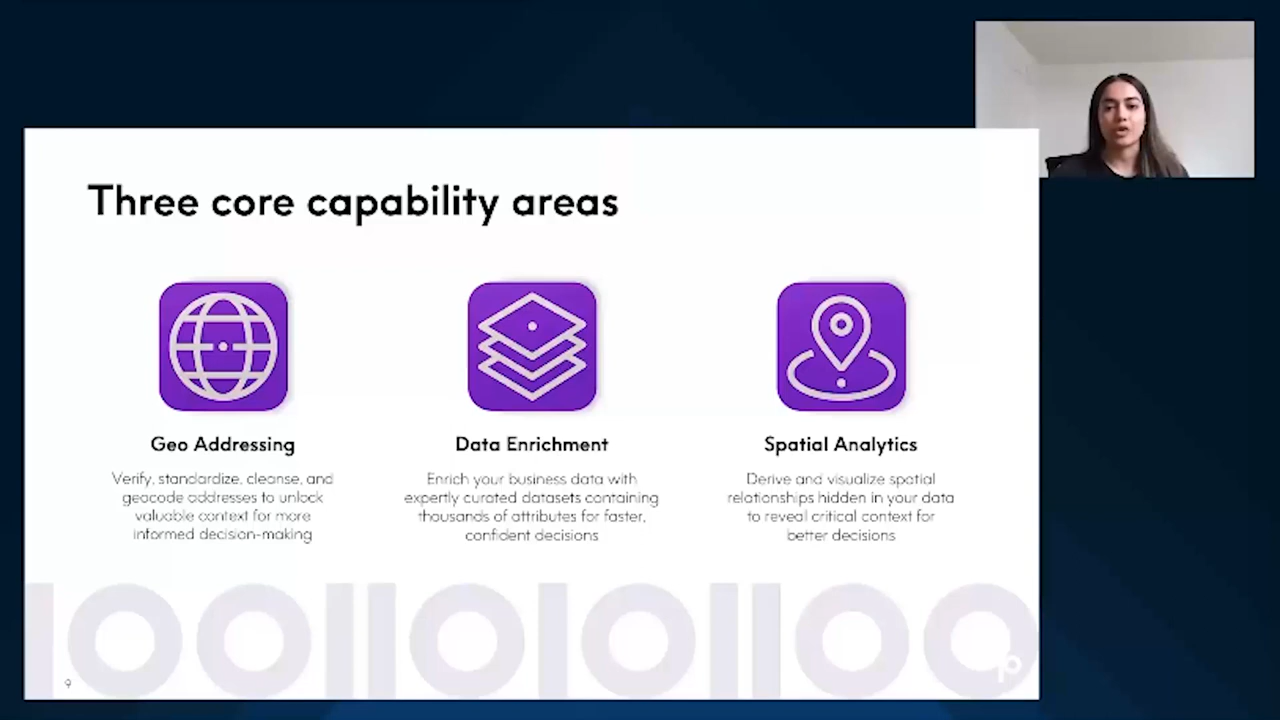 Three core capability areas
Geo Addressing
Verify, standardize, cleanse, and
geocode addresses to unlock
valuable context for more
informed decision-making
Data Enrichment
Enrich your business data with
expertly curated datasets containing
thousands of attributes for faster,
confident decisions
Spatial Analytics
Derive and visualize spatial
relationships hidden in your data
to reveal critical context for
better decisions
9
p